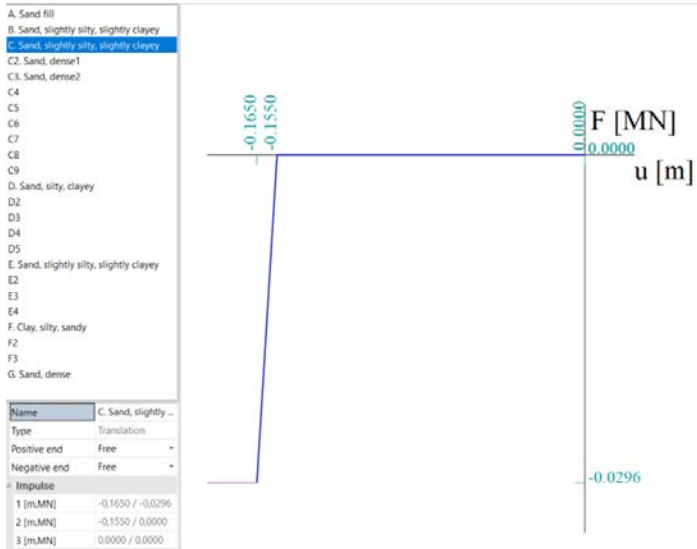 A. Sand fill
B. Sand, slightly silty, slightly clayey
C. Sand, slightly silty, slightly clayey
C2. Sand, dense1
C3. Sand, dense2
C4
C5
C6
C7
C8
C9
D. Sand, silty, clayey
D2
D3
D4
D5
E. Sand, slightly silty, slightly clayey
E2
E3
E4
F. Clay, silty, sandy
F2
F3
G. Sand, dense
Name C. Sand, slightly ...
Type Translation
Positive end Free
Negative end Free
Impulse
1 [m,MN] -0,1650 / -0,0296
2 [m,MN] -0,1550 / 0,0000
3 [m,MN] 0,0000 / 0,0000
-0.1650
-0.1550
0.0000
F [MN]
0.0000
u [m]
-0.0296